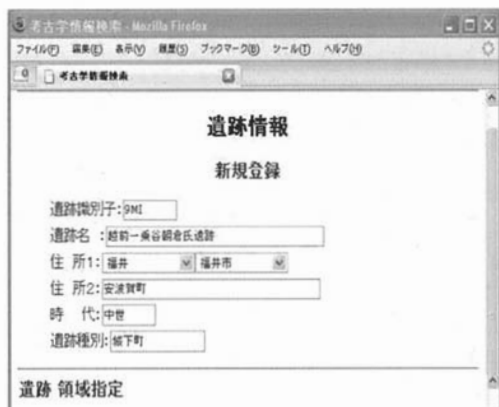 考古学情報検索 - Mozilla Firefox
ファイル(F) 編集(E) 表示(V) 履歴(S) ブックマーク(B) ツール(T) ヘルプ(H)
考古学情報検索
遺跡情報
新規登録
遺跡識別子:9MI
遺跡名 :越前一乗谷朝倉氏遺跡
住 所1: 福井 福井市
住 所2:安波賀町
時 代:中世
遺跡種別:城下町
遺跡 領域指定